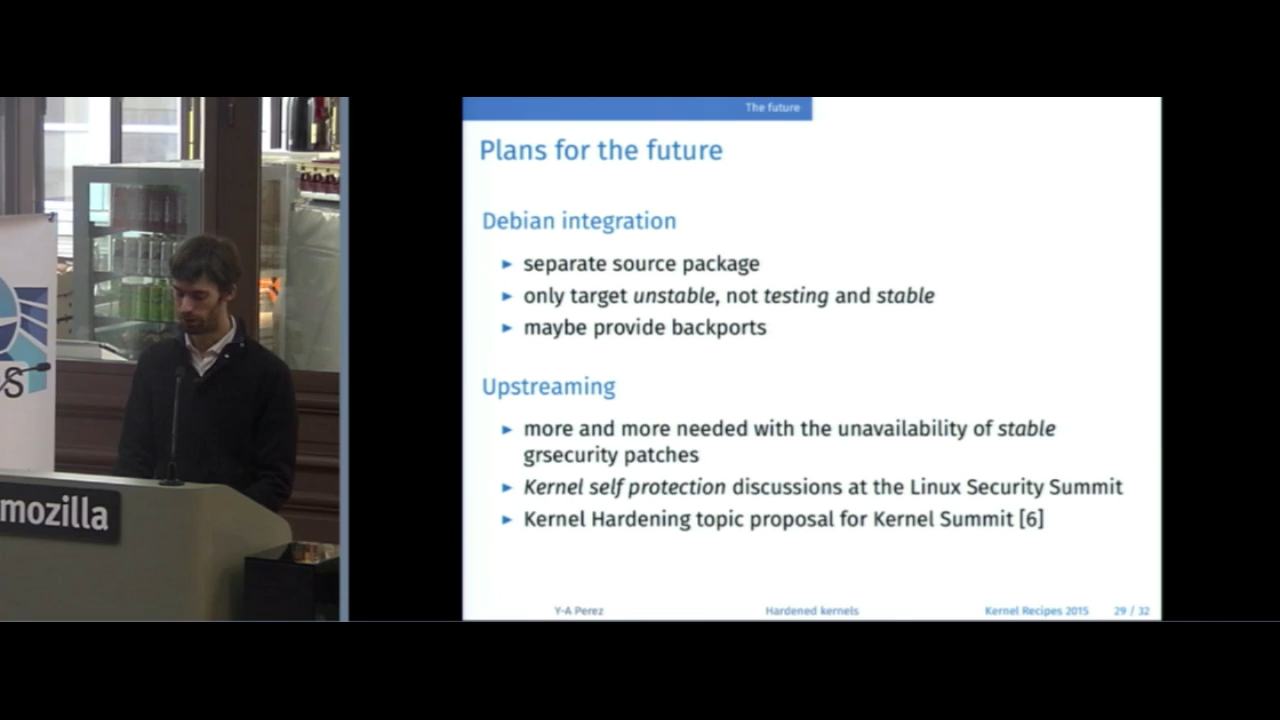 The future
Plans for the future
Debian integration
► separate source package
► only target unstable, not testing and stable
► maybe provide backports
Upstreaming
► more and more needed with the unavailability of stable
grsecurity patches
► Kernel self protection discussions at the Linux Security Summit
► Kernel Hardening topic proposal for Kernel Summit [6]
Y-A Perez Hardened kernels Kernel Recipes 2015 29 / 32
mozilla